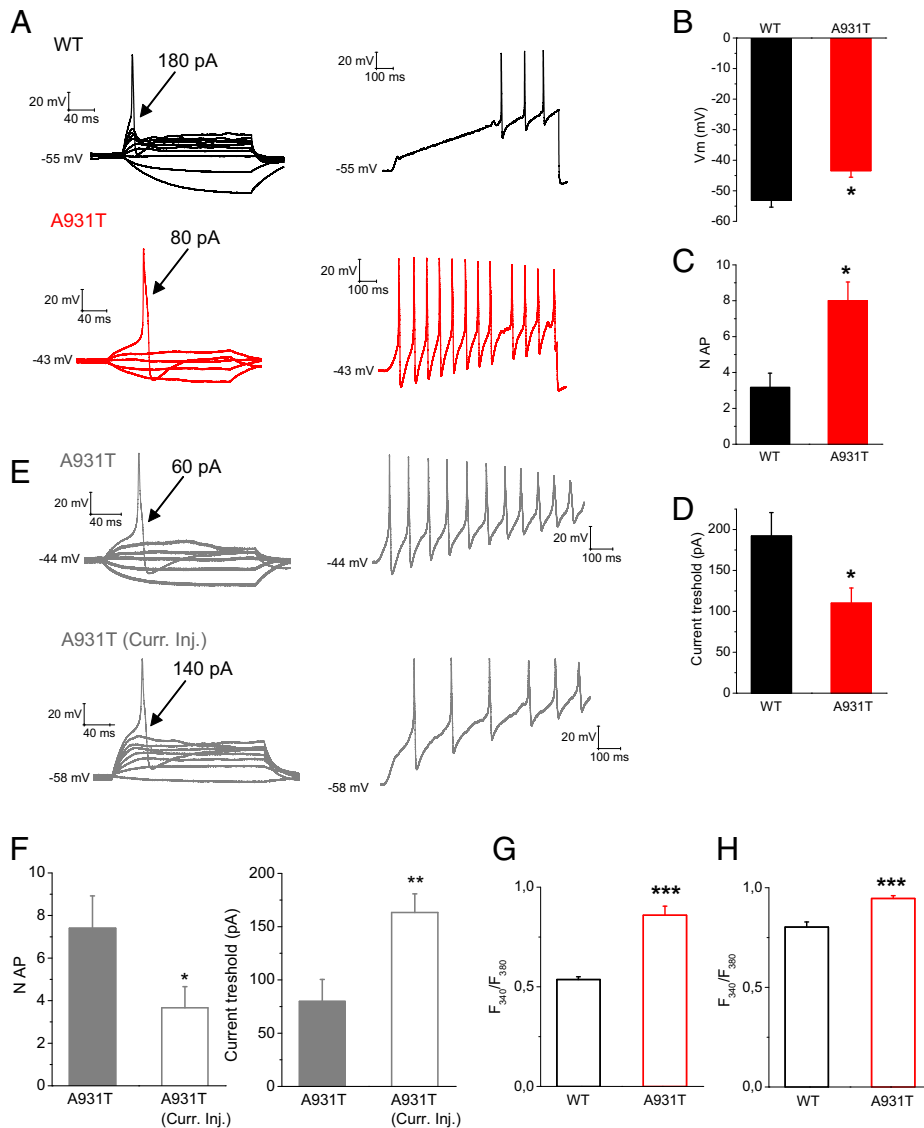 A
WT
180 pA
20 mV
40 ms
-55 mV
20 mV
100 ms
-55 mV
A931T
80 pA
20 mV
40 ms
-43 mV
20 mV
100 ms
-43 mV
B
WT
A931T
0
-10
-20
-30
-40
-50
-60
Vm (mV)
*
C
10
8
6
4
2
0
N AP
*
WT
A931T
D
200
150
100
50
0
Current treshold (pA)
*
WT
A931T
E
A931T
60 pA
20 mV
40 ms
-44 mV
20 mV
100 ms
-44 mV
A931T (Curr. Inj.)
140 pA
20 mV
40 ms
-58 mV
20 mV
100 ms
-58 mV
F
10
8
6
4
2
0
N AP
*
A931T
A931T
(Curr. Inj.)
200
150
100
50
0
Current treshold (pA)
**
A931T
A931T
(Curr. Inj.)
G
1,0
0,5
0,0
F340/F380
***
WT
A931T
H
1,0
0,5
0,0
F340/F380
***
WT
A931T